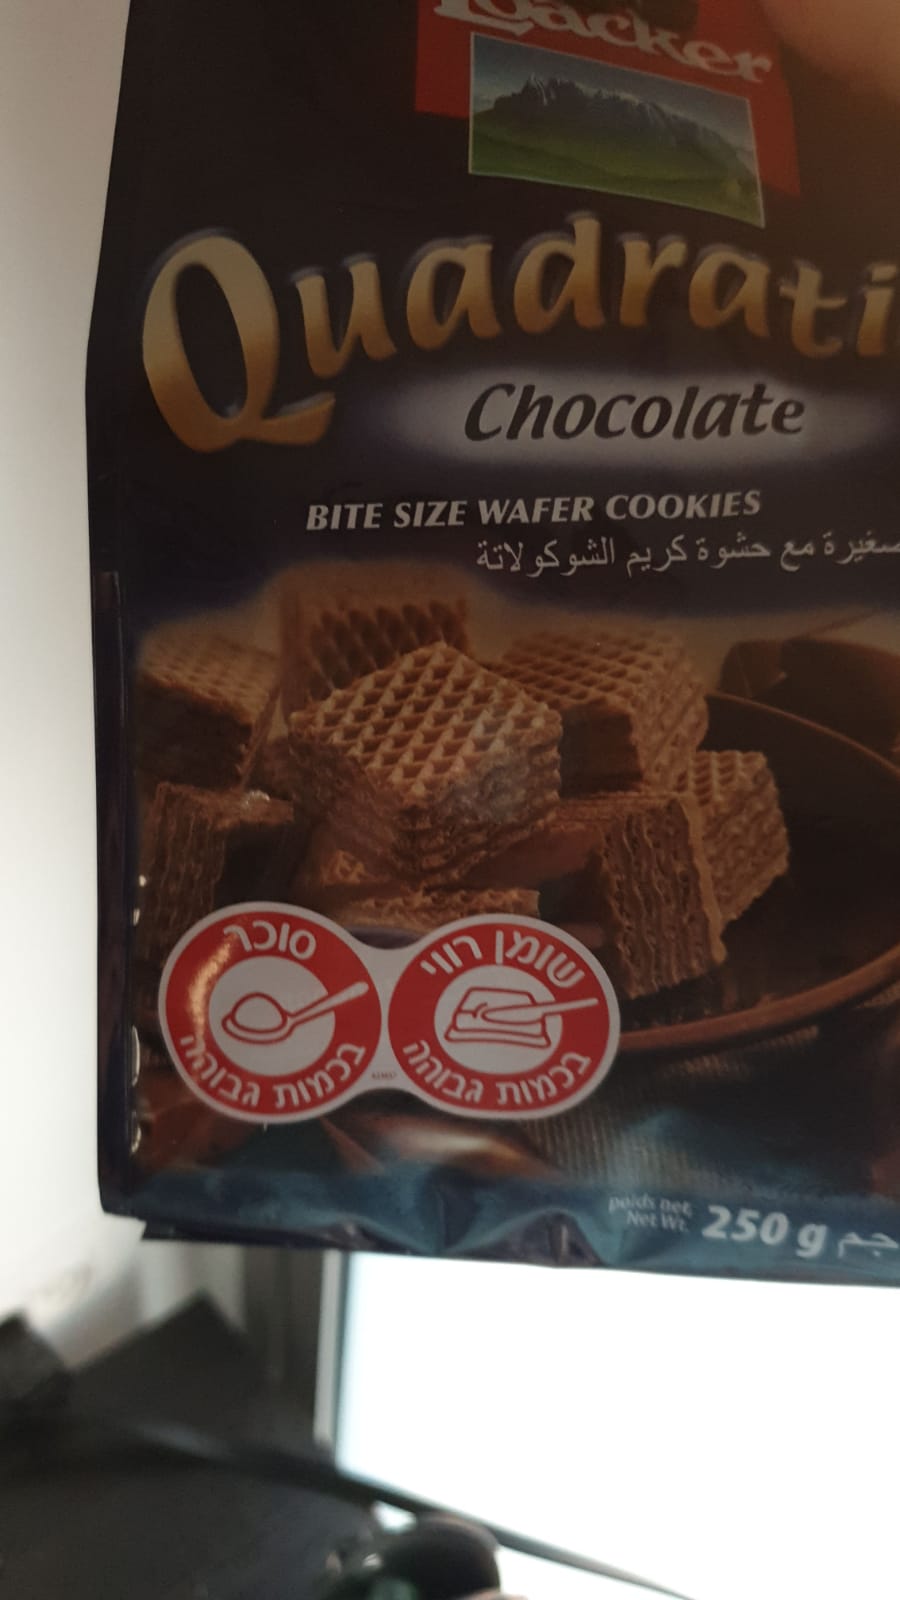 Loacker
Quadrati
Chocolate
BITE SIZE WAFER COOKIES
صغيرة مع حشوة كريم الشوكولاتة
סוכר
בכמות גבוהה
שומן רווי
בכמות גבוהה
poids net
Net Wt.
250 g